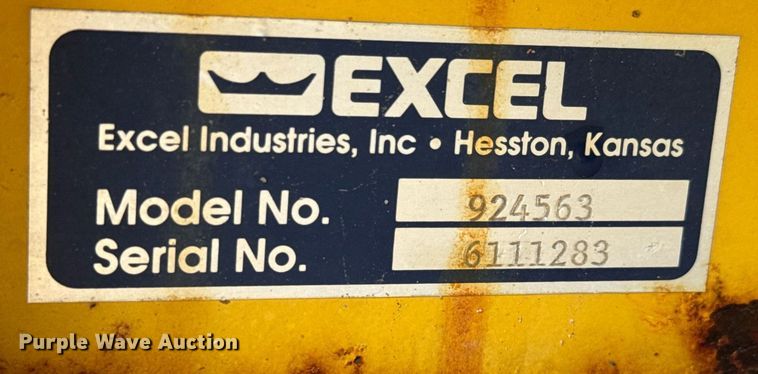 EXCEL
Excel Industries, Inc • Hesston, Kansas
Model No. 924563
Serial No. 6111283
Purple Wave Auction